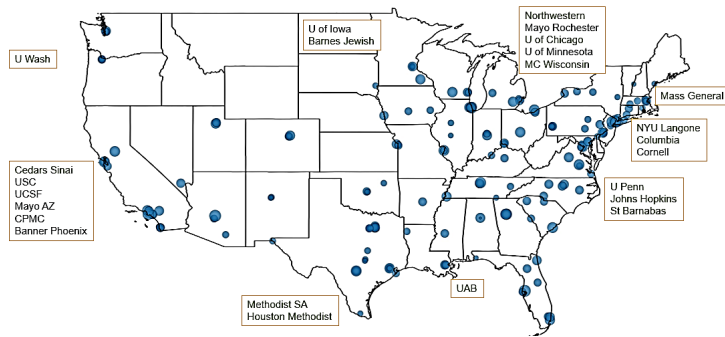 Northwestern
Mayo Rochester
U of Chicago
U of Minnesota
MC Wisconsin
U of Iowa
Barnes Jewish
U Wash
Mass General
NYU Langone
Columbia
Cornell
Cedars Sinai
USC
UCSF
Mayo AZ
CPMC
Banner Phoenix
U Penn
Johns Hopkins
St Barnabas
UAB
Methodist SA
Houston Methodist